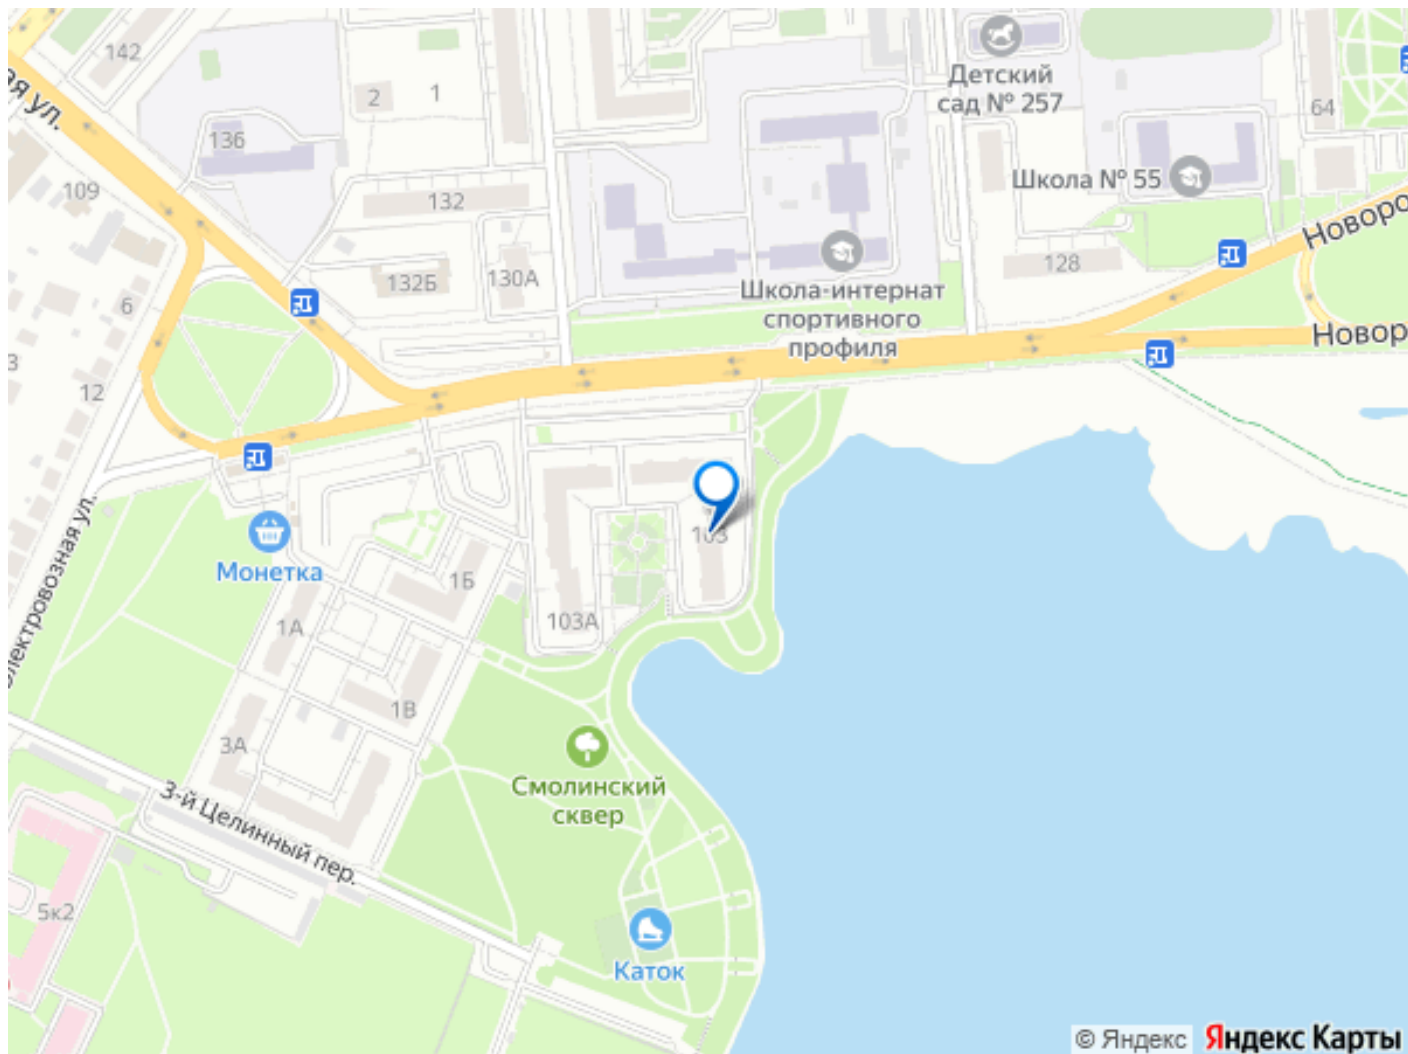 142
2
1
136
109
132
132Б
130А
6
3
12
ая ул.
Детский
сад № 257
64
Школа № 55
Новоро
128
Школа-интернат
спортивного
профиля
Новор
Монетка
103
1Б
103А
1А
1В
3А
электровозная ул.
3-й Целинный пер.
Смолинский
сквер
5к2
Каток
© Яндекс Яндекс Карты